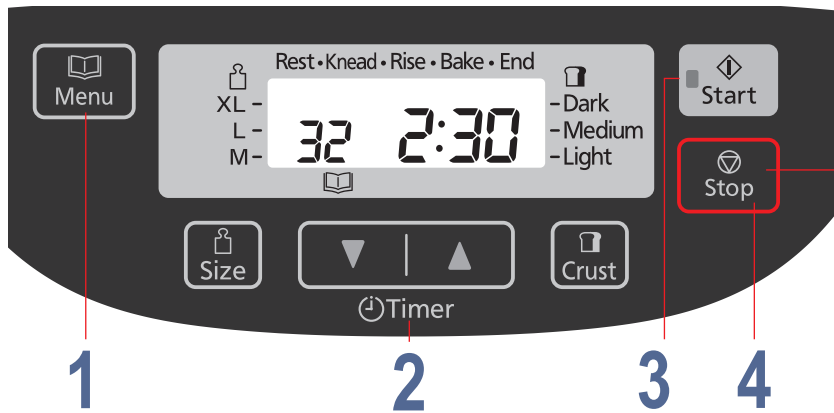 Menu
Rest•Knead•Rise•Bake•End
XL -
L -
M -
32
2:30
-Dark
-Medium
-Light
Start
Stop
Size
Timer
Crust
1
2
3
4